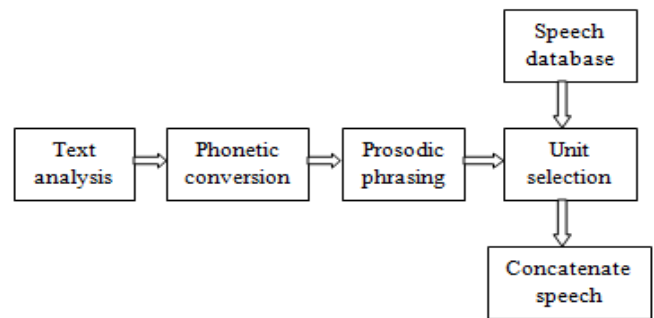 Speech
database
Text
analysis
Phonetic
conversion
Prosodic
phrasing
Unit
selection
Concatenate
speech